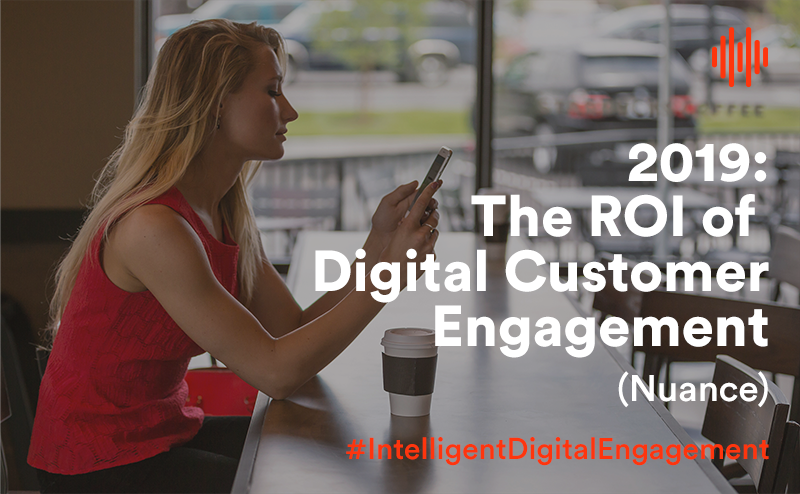 2019:
The ROI of
Digital Customer
Engagement
(Nuance)
#IntelligentDigitalEngagement